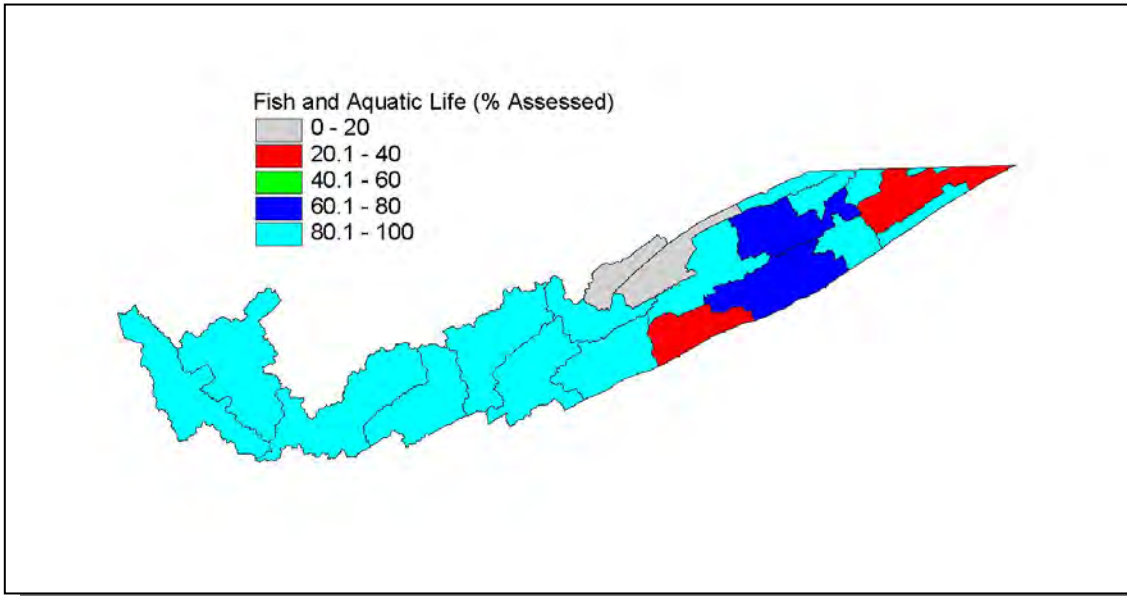 Fish and Aquatic Life (% Assessed)
0 - 20
20.1 - 40
40.1 - 60
60.1 - 80
80.1 - 100